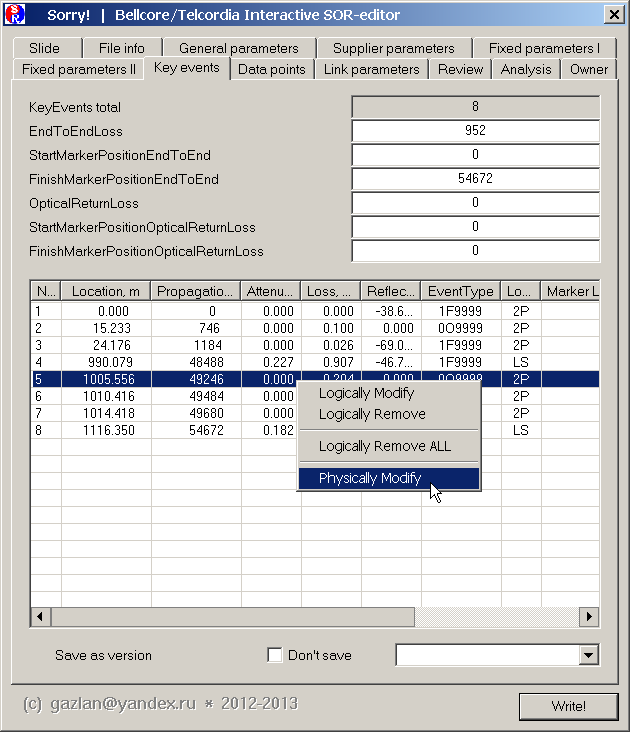 SR Sorry! | Bellcore/Telcordia Interactive SOR-editor
Slide File info General parameters Supplier parameters Fixed parameters I
Fixed parameters II Key events Data points Link parameters Review Analysis Owner
KeyEvents total 8
EndToEndLoss 952
StartMarkerPositionEndToEnd 0
FinishMarkerPositionEndToEnd 54672
OpticalReturnLoss 0
StartMarkerPositionOpticalReturnLoss 0
FinishMarkerPositionOpticalReturnLoss 0
N... Location, m Propagatio... Attenu... Loss, ... Reflec... EventType Lo... Marker L
1 0.000 0 0.000 0.000 -38.6... 1F9999 2P
2 15.233 746 0.000 0.100 0.000 0O9999 2P
3 24.176 1184 0.000 0.026 -69.0... 1F9999 2P
4 990.079 48488 0.227 0.907 -46.7... 1F9999 LS
5 1005.556 49246 0.000 0.204 0.000 0O9999 2P
6 1010.416 49484 0.000 2P
7 1014.418 49680 0.000 2P
8 1116.350 54672 0.182 LS
Logically Modify
Logically Remove
Logically Remove ALL
Physically Modify
Save as version Don't save
(c) gazlan@yandex.ru * 2012-2013 Write!